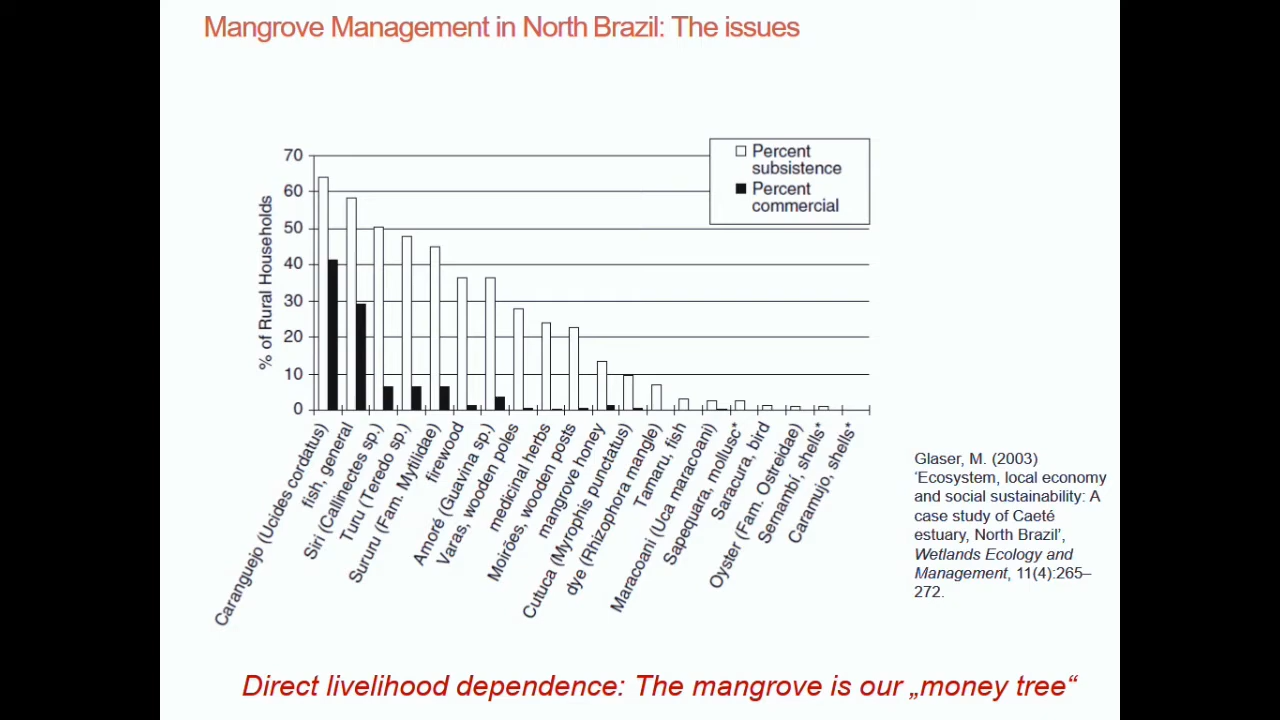 Mangrove Management in North Brazil: The issues
Percent
subsistence
Percent
commercial
% of Rural Households
70
60
50
40
30
20
10
0
Caranguejo (Ucides cordatus)
fish, general
Siri (Callinectes sp.)
Turu (Teredo sp.)
Sururu (Fam. Mytilidae)
firewood
Amoré (Guavina sp.)
Varas, wooden poles
medicinal herbs
Moirões, wooden posts
mangrove honey
Cutuca (Myrophis punctatus)
dye (Rhizophora mangle)
Tamaru, fish
Maracoani (Uca maracoani)
Sapequara, mollusc*
Saracura, bird
Oyster (Fam. Ostreidae)
Sernambí, shells*
Caramujo, shells*
Glaser, M. (2003)
‘Ecosystem, local economy
and social sustainability: A
case study of Caeté
estuary, North Brazil’,
Wetlands Ecology and
Management, 11(4):265–
272.
Direct livelihood dependence: The mangrove is our „money tree“